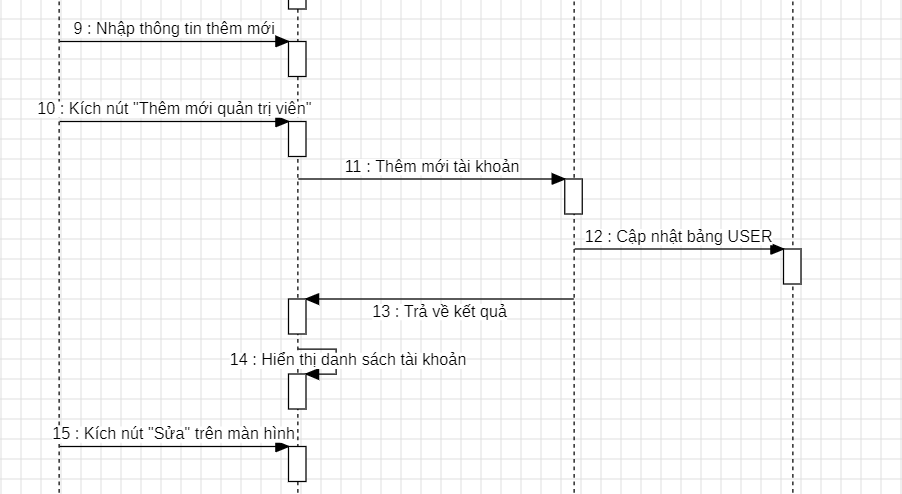 9 : Nhập thông tin thêm mới
10 : Kích nút "Thêm mới quản trị viên"
11 : Thêm mới tài khoản
12 : Cập nhật bảng USER
13 : Trả về kết quả
14 : Hiển thị danh sách tài khoản
15 : Kích nút "Sửa" trên màn hình